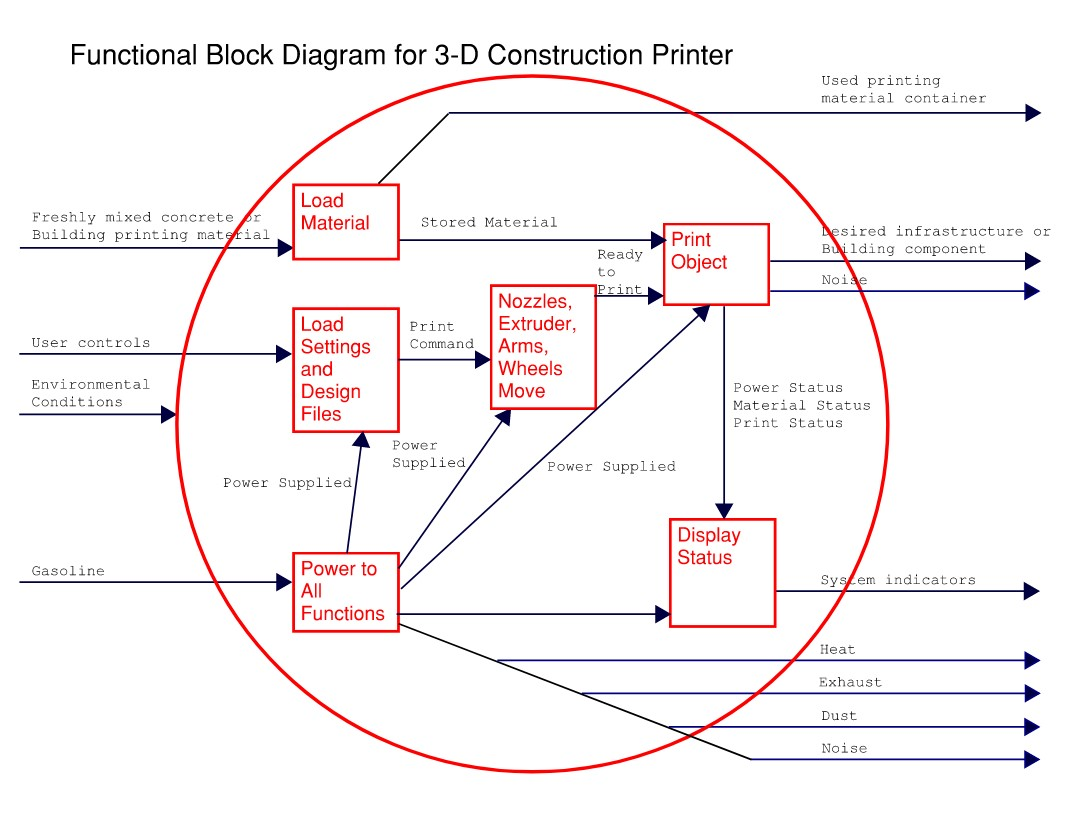 Functional Block Diagram for 3-D Construction Printer
Used printing
material container
Load
Material
Freshly mixed concrete or
Building printing material
Stored Material
Print
Object
Desired infrastructure or
Building component
Noise
Ready
to
Print
Nozzles,
Extruder,
Arms,
Wheels
Move
Load
Settings
and
Design
Files
Print
Command
User controls
Environmental
Conditions
Power Status
Material Status
Print Status
Power
Supplied
Power Supplied
Power Supplied
Display
Status
Gasoline
Power to
All
Functions
System indicators
Heat
Exhaust
Dust
Noise